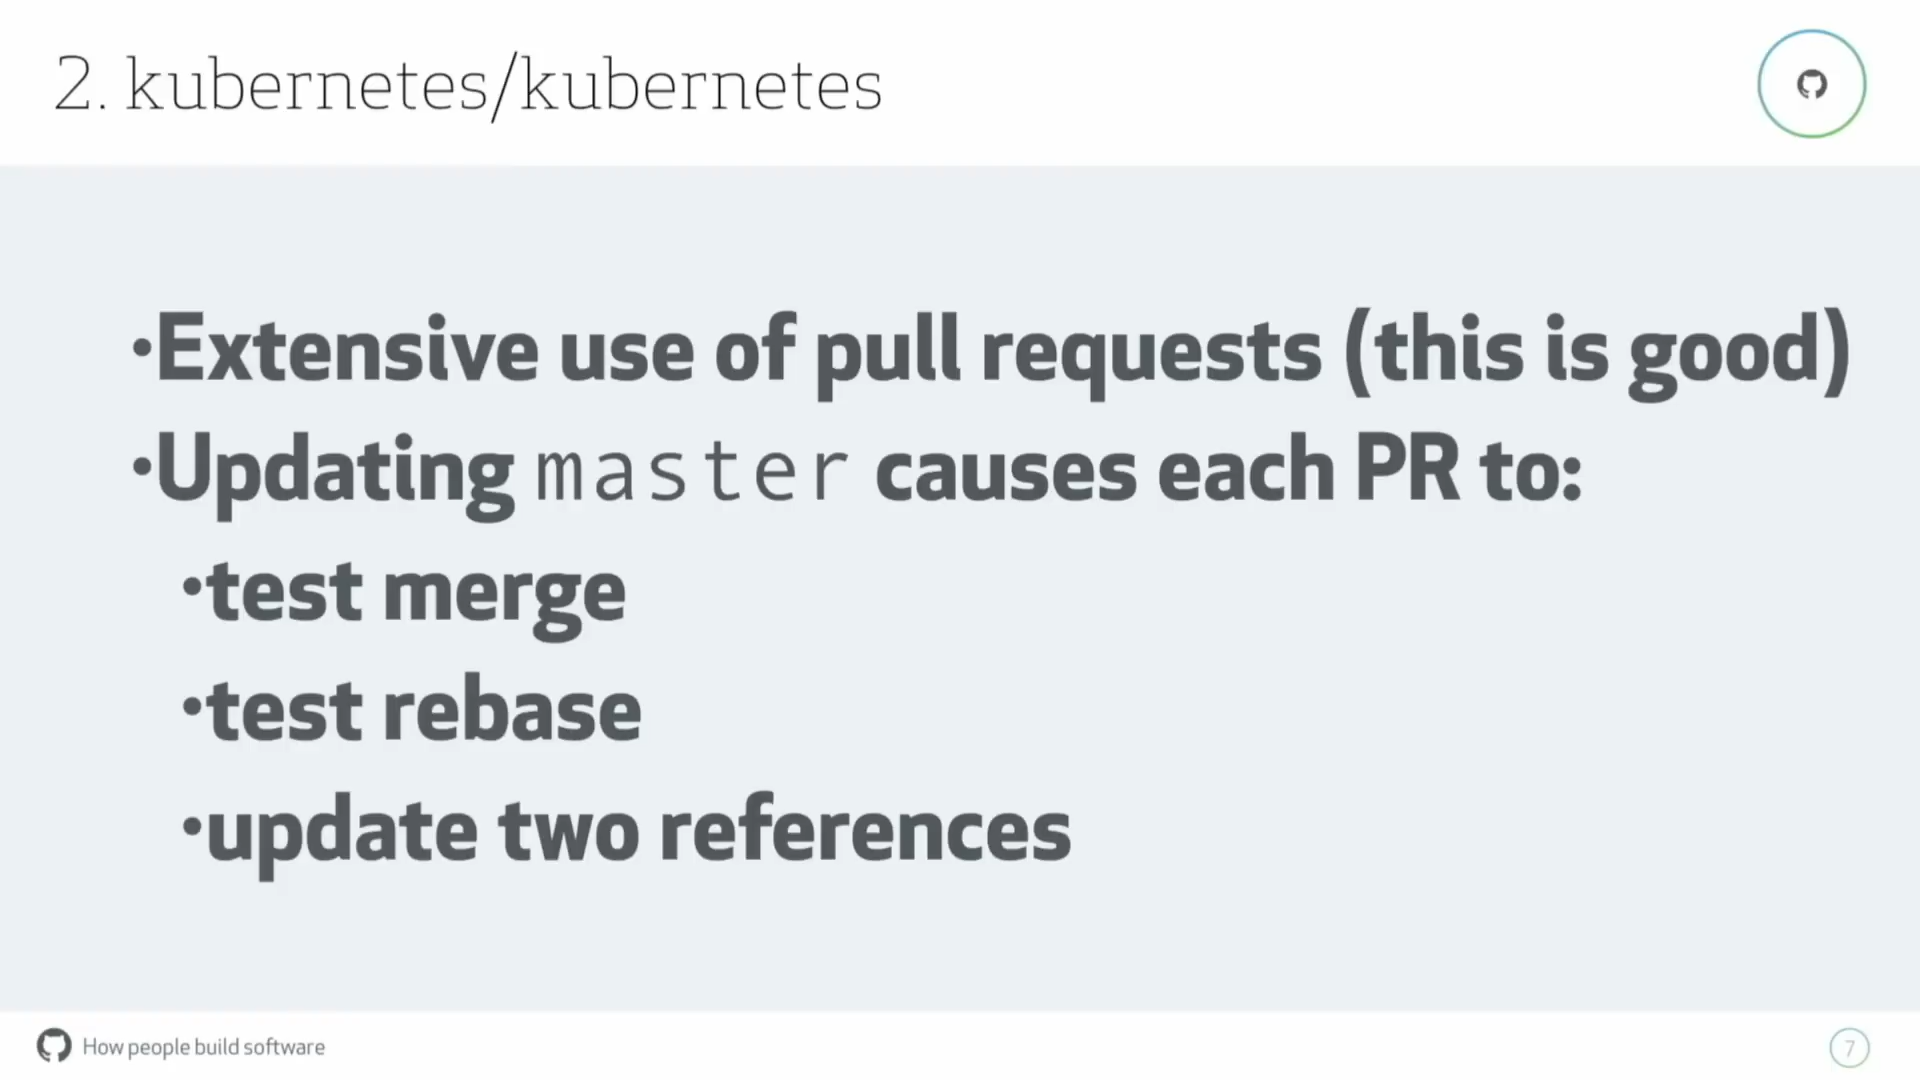 2. kubernetes/kubernetes
•Extensive use of pull requests (this is good)
•Updating master causes each PR to:
•test merge
•test rebase
•update two references
How people build software
7